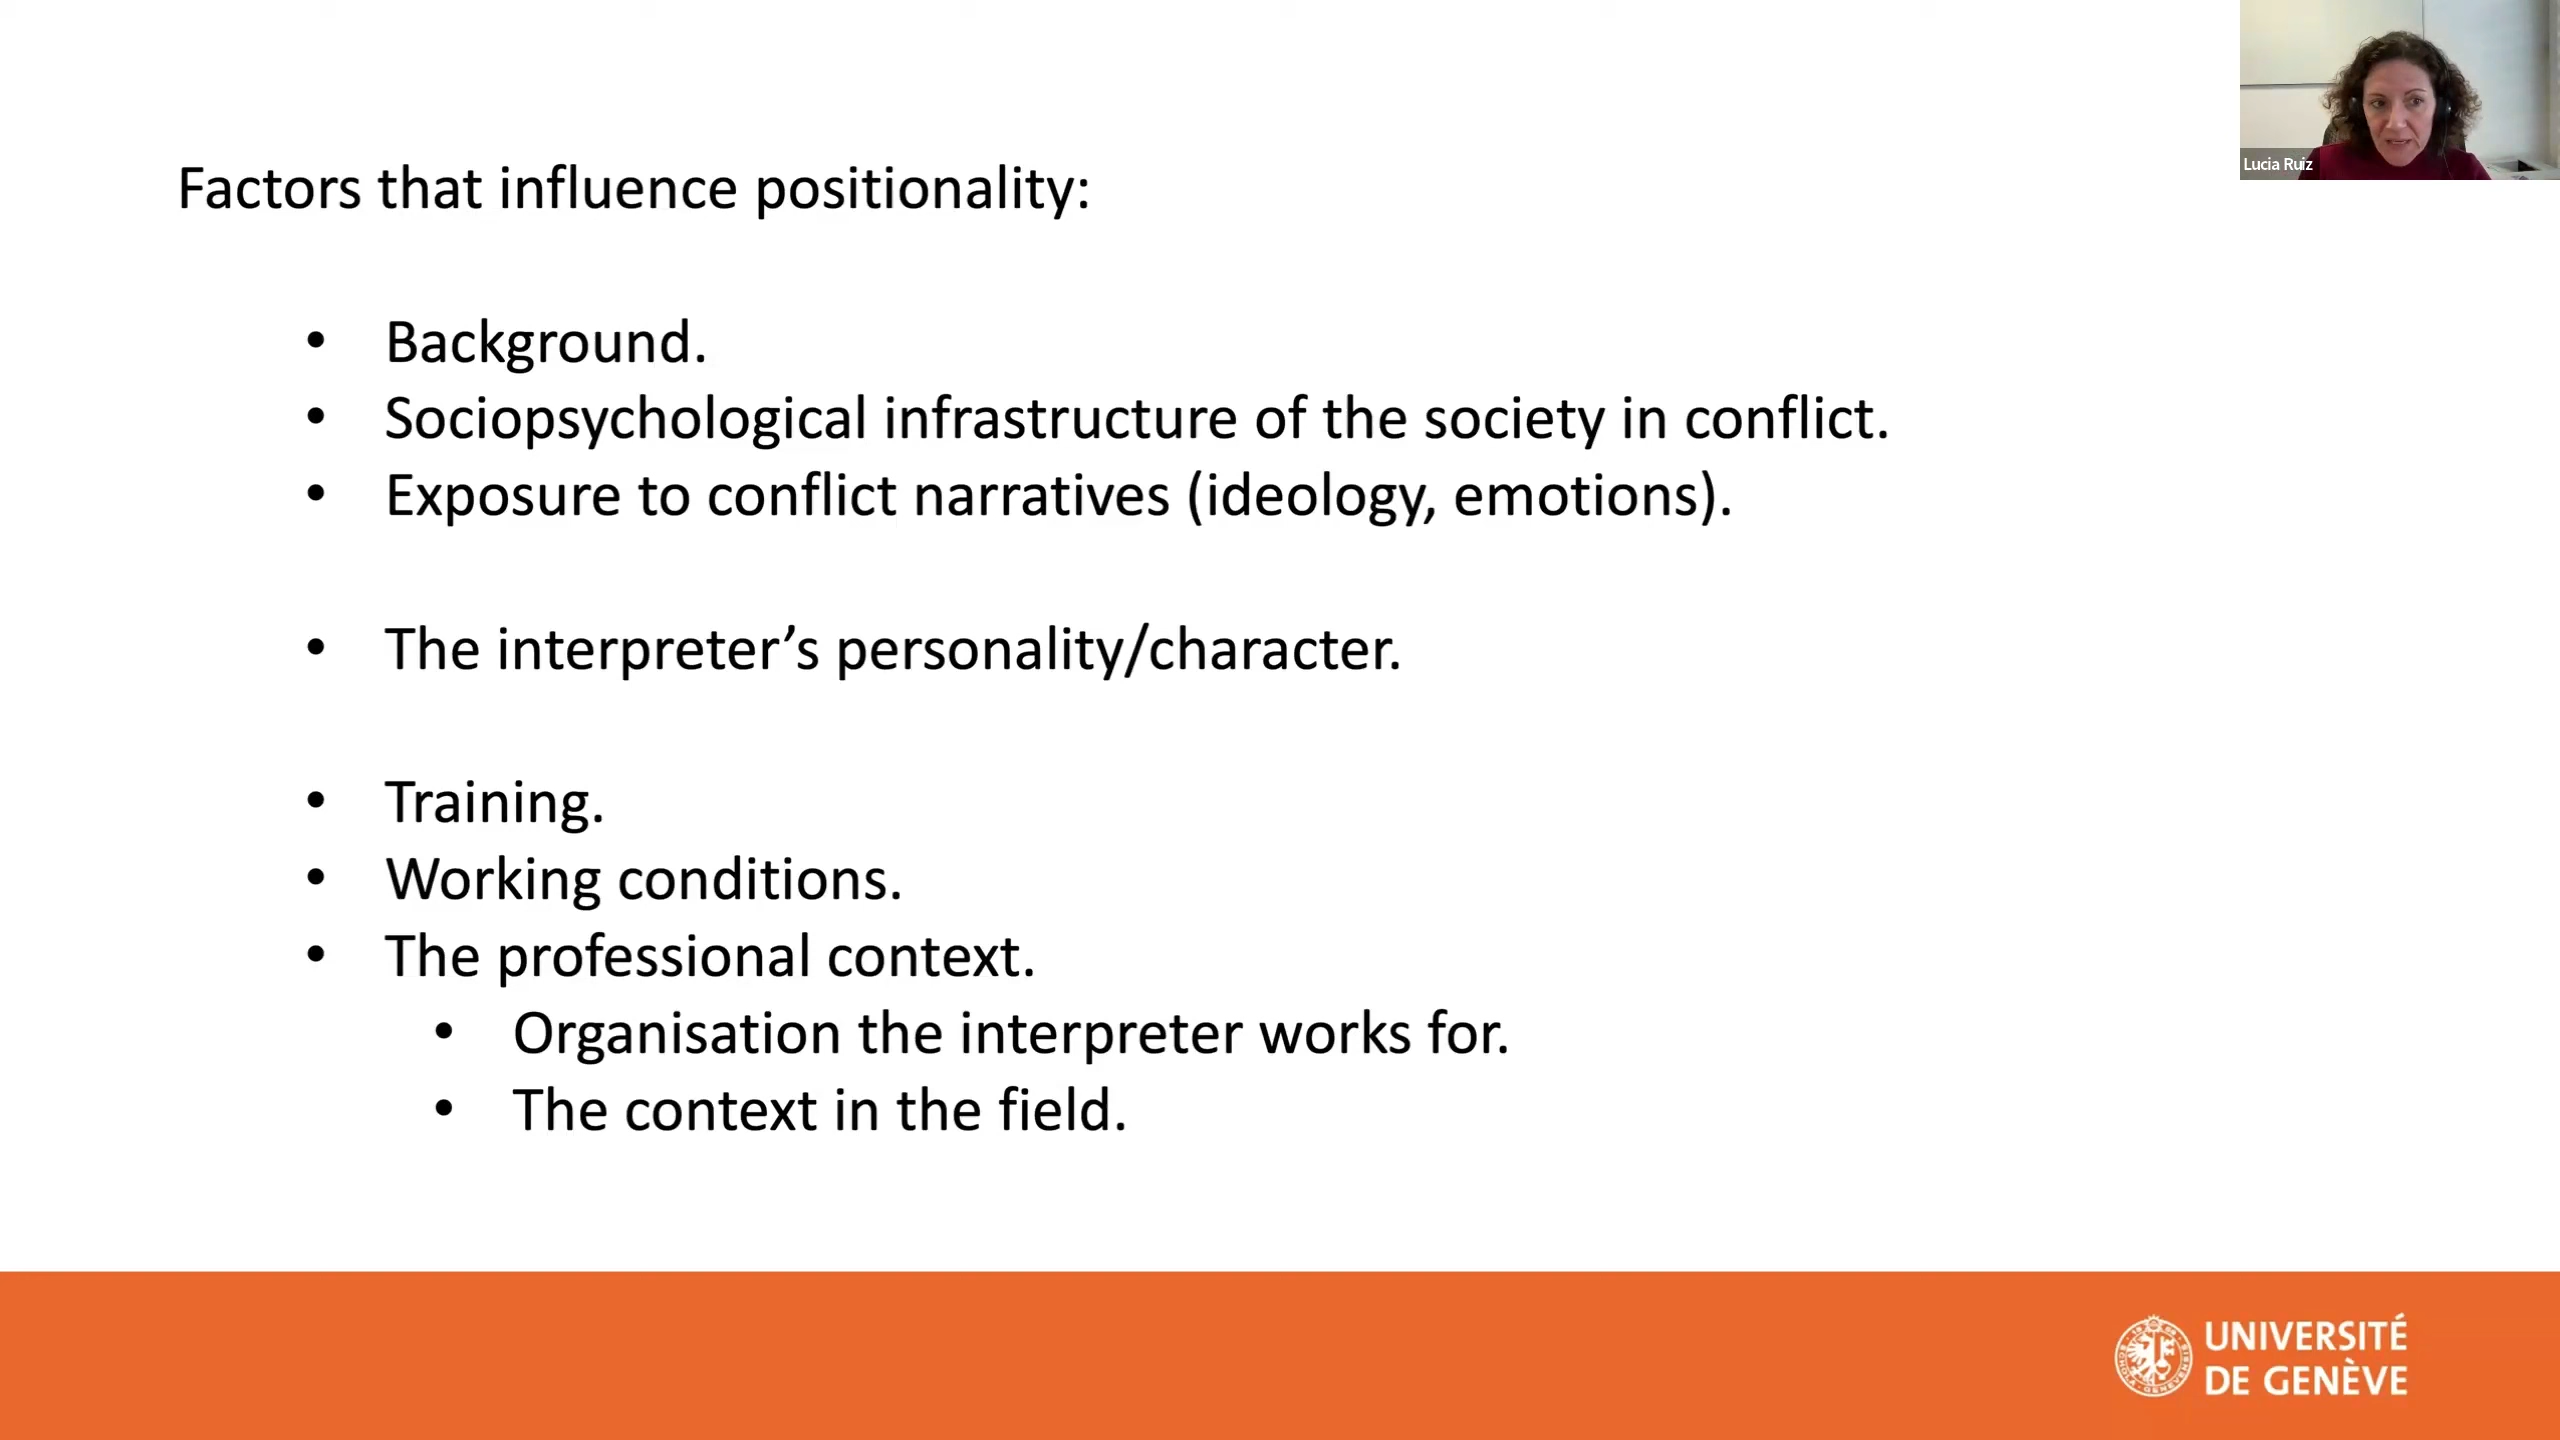 Lucia Ruiz
Factors that influence positionality:
• Background.
• Sociopsychological infrastructure of the society in conflict.
• Exposure to conflict narratives (ideology, emotions).
• The interpreter’s personality/character.
• Training.
• Working conditions.
• The professional context.
• Organisation the interpreter works for.
• The context in the field.
UNIVERSITÉ
DE GENÈVE